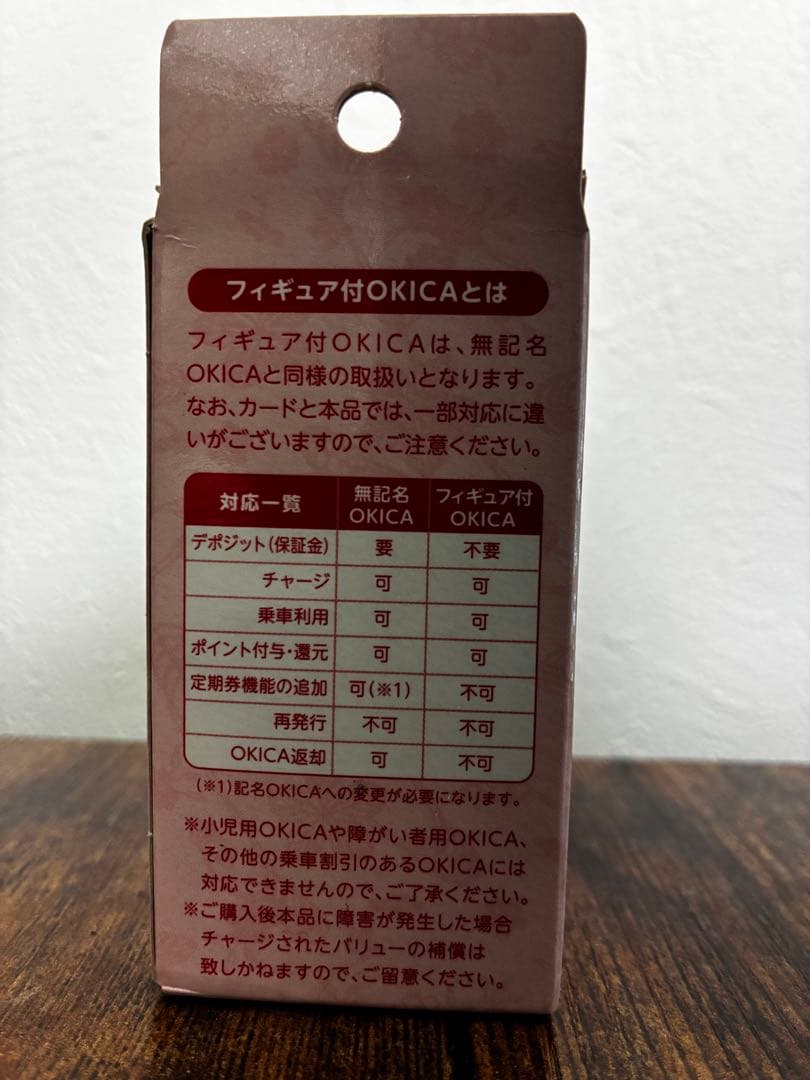 フィギュア付OKICAとは
フィギュア付OKICAは、無記名
OKICAと同様の取扱いとなります。
なお、カードと本品では、一部対応に違
いがございますので、ご注意ください。
対応一覧 無記名OKICA フィギュア付OKICA
デポジット(保証金) 要 不要
チャージ 可 可
乗車利用 可 可
ポイント付与・還元 可 可
定期券機能の追加 可(※1) 不可
再発行 不可 不可
OKICA返却 可 不可
(※1)記名OKICAへの変更が必要になります。
※小児用OKICAや障がい者用OKICA、
その他の乗車割引のあるOKICAには
対応できませんので、ご了承ください。
※ご購入後本品に障害が発生した場合
チャージされたバリューの補償は
致しかねますので、ご留意ください。